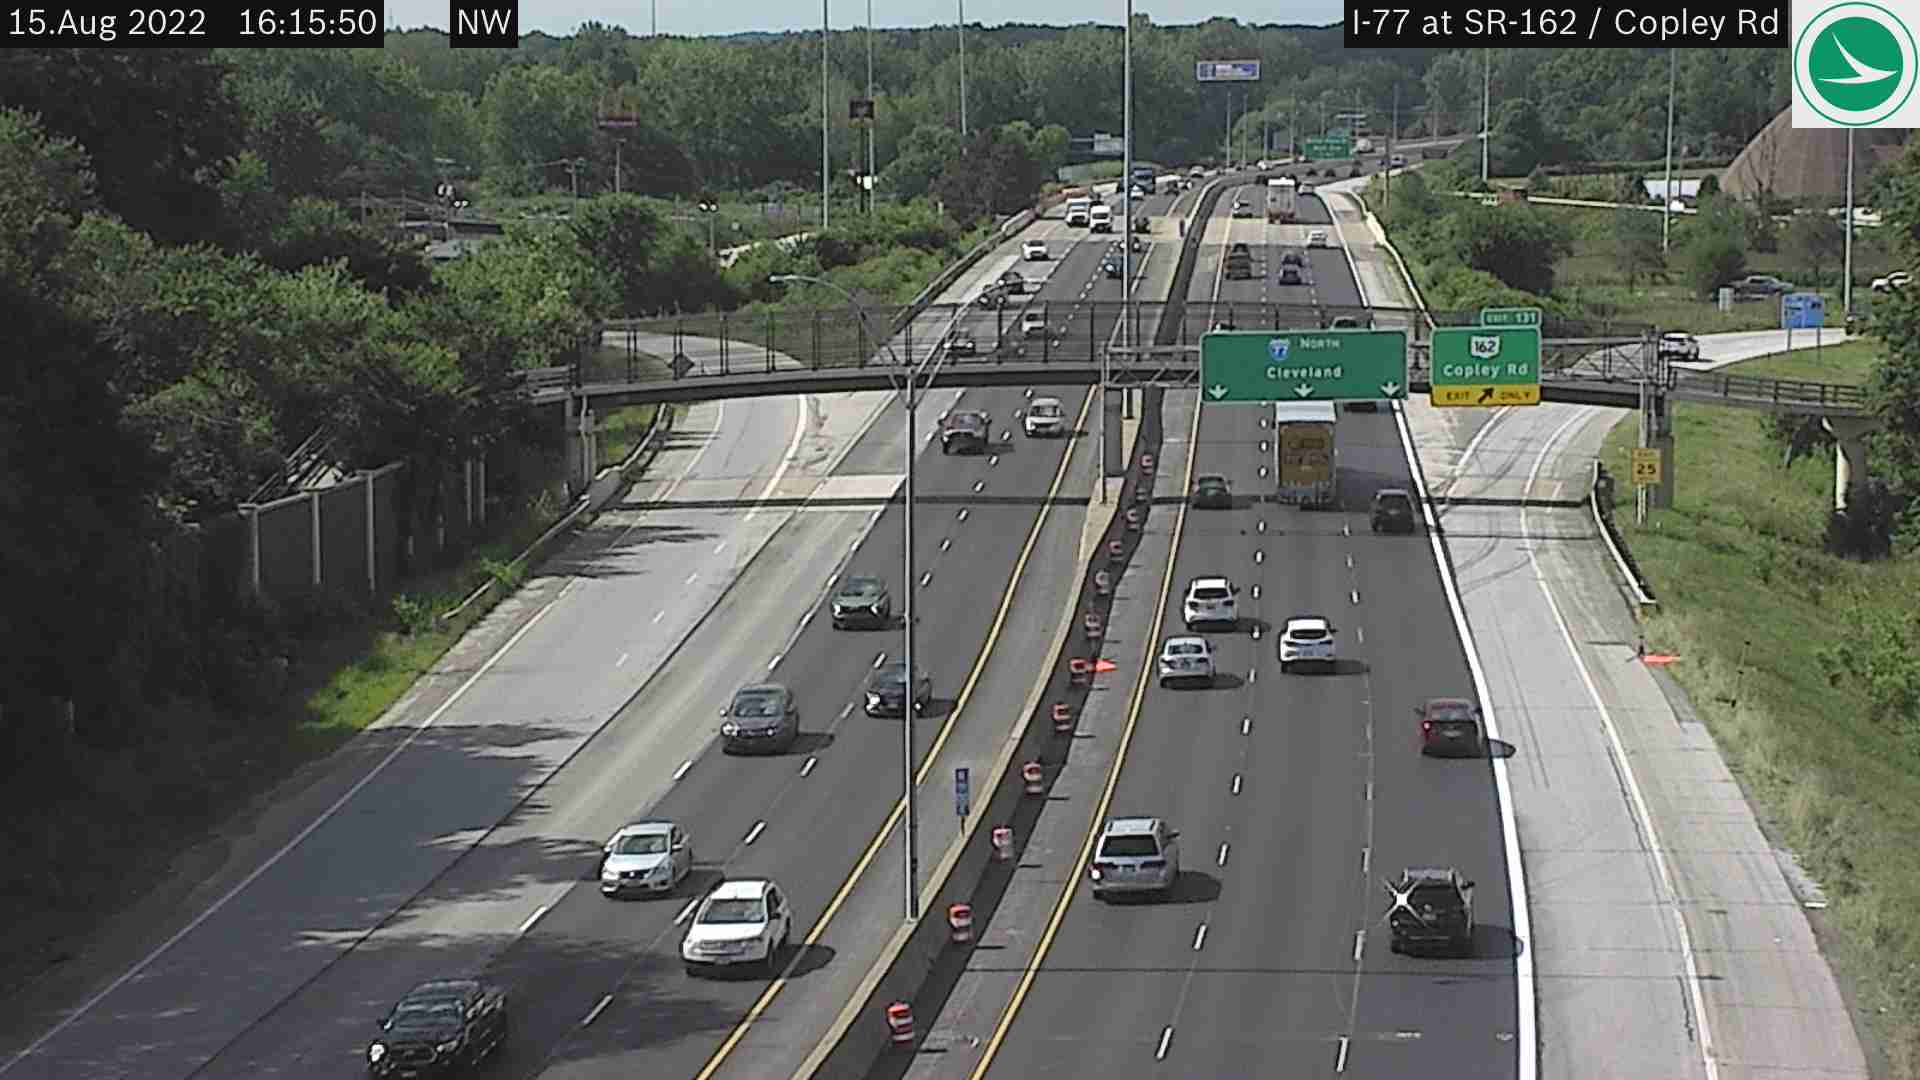 15.Aug 2022 16:15:50
NW
I-77 at SR-162 / Copley Rd
EXIT 131
77 NORTH
Cleveland
162
Copley Rd
EXIT ONLY
25